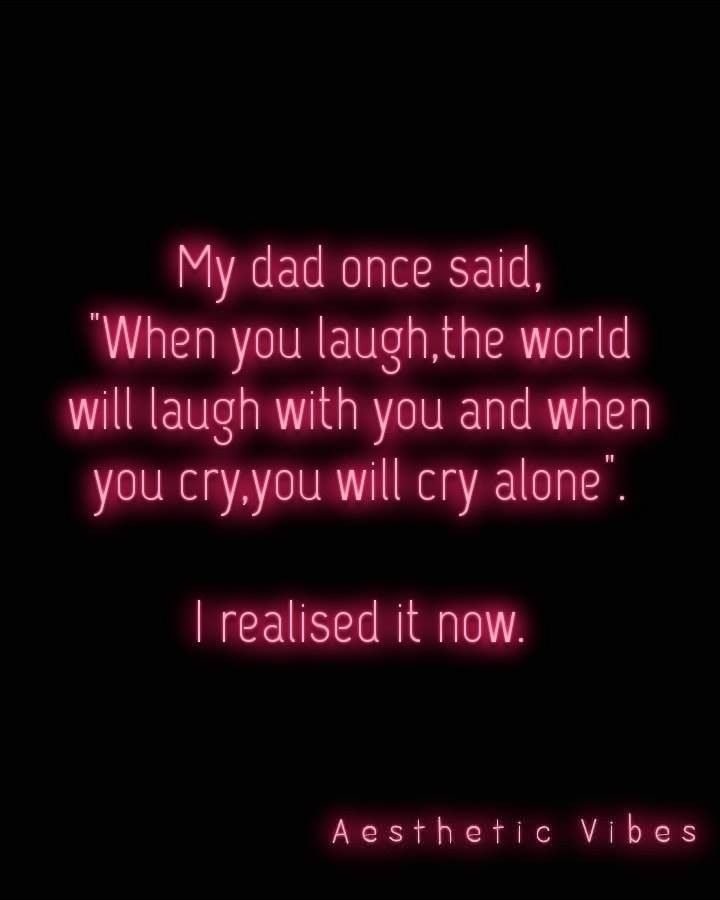 My dad once said,
"When you laugh,the world
will laugh with you and when
you cry,you will cry alone".
I realised it now.
Aesthetic Vibes